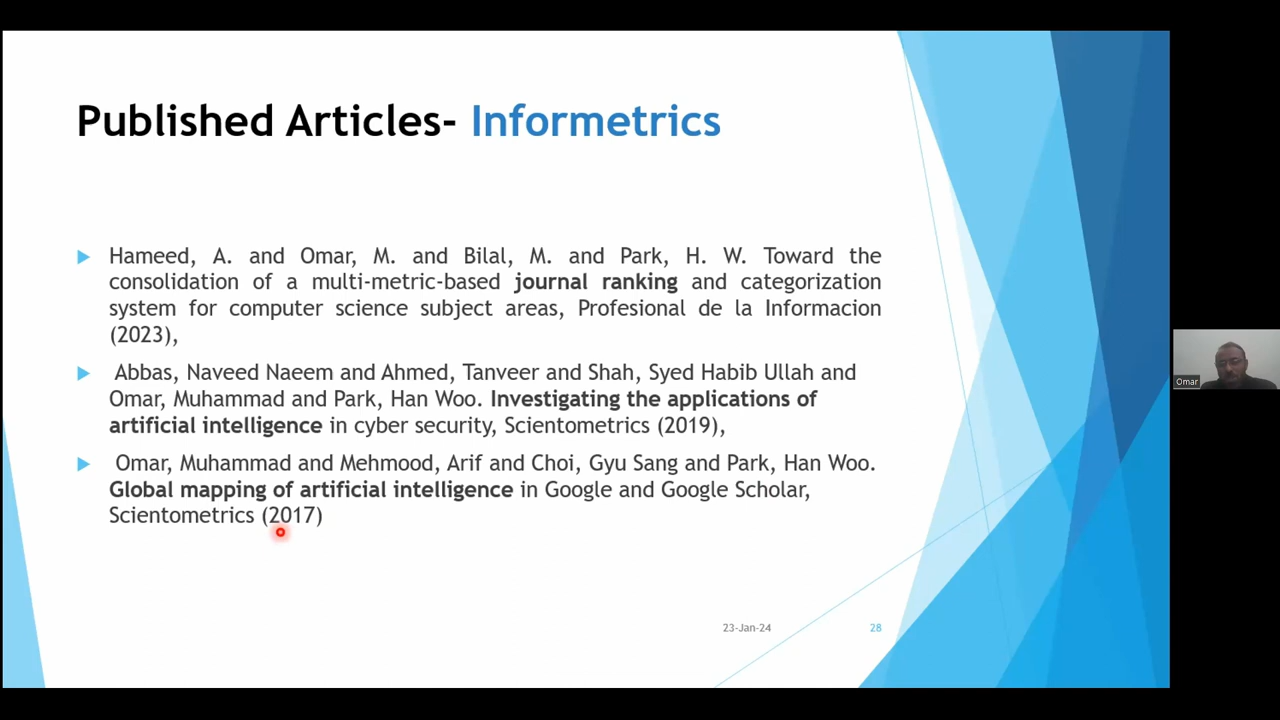 Published Articles- Informetrics
Hameed, A. and Omar, M. and Bilal, M. and Park, H. W. Toward the
consolidation of a multi-metric-based journal ranking and categorization
system for computer science subject areas, Profesional de la Informacion
(2023),
Abbas, Naveed Naeem and Ahmed, Tanveer and Shah, Syed Habib Ullah and
Omar, Muhammad and Park, Han Woo. Investigating the applications of
artificial intelligence in cyber security, Scientometrics (2019),
Omar, Muhammad and Mehmood, Arif and Choi, Gyu Sang and Park, Han Woo.
Global mapping of artificial intelligence in Google and Google Scholar,
Scientometrics (2017)
23-Jan-24
28
Omar